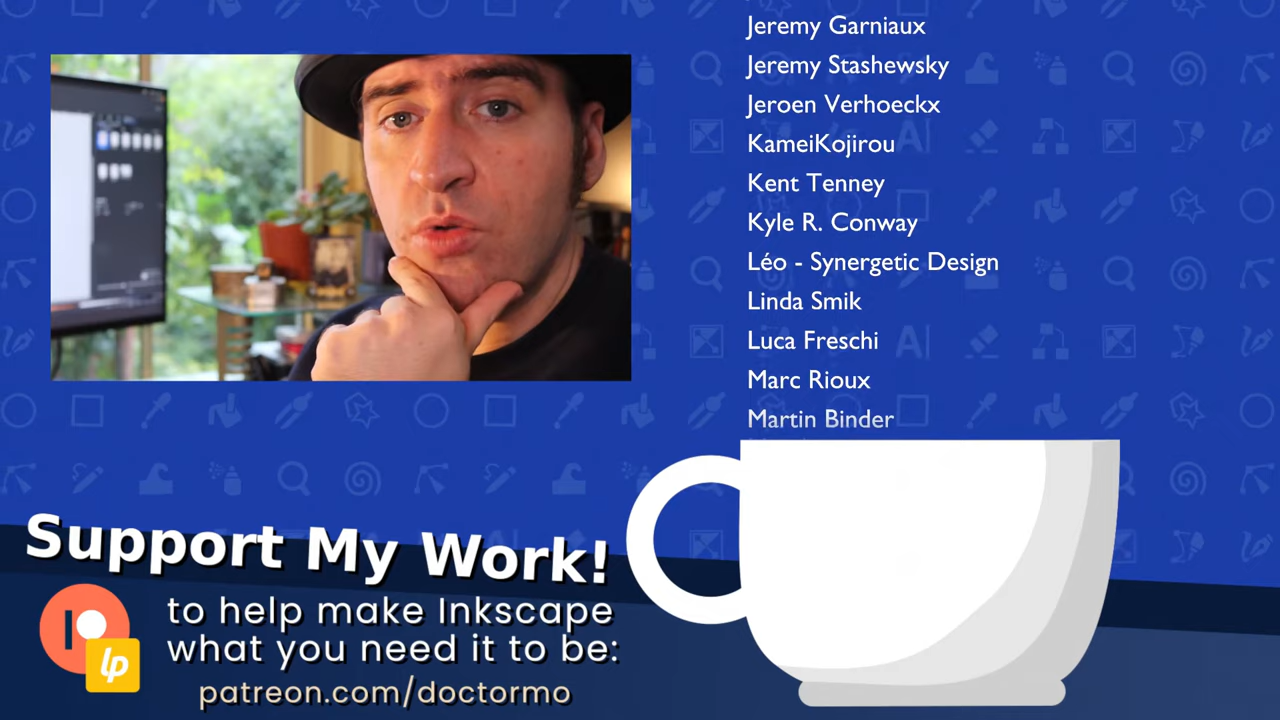 Jeremy Garniaux
Jeremy Stashewsky
Jeroen Verhoeckx
KameiKojirou
Kent Tenney
Kyle R. Conway
Léo - Synergetic Design
Linda Smik
Luca Freschi
Marc Rioux
Martin Binder
Support My Work!
to help make Inkscape
what you need it to be:
patreon.com/doctormo
lp